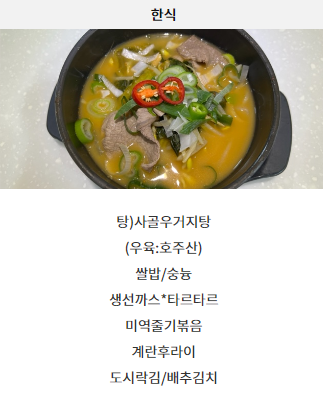 한식
탕)사골우거지탕
(우육:호주산)
쌀밥/숭늉
생선까스*타르타르
미역줄기볶음
계란후라이
도시락김/배추김치